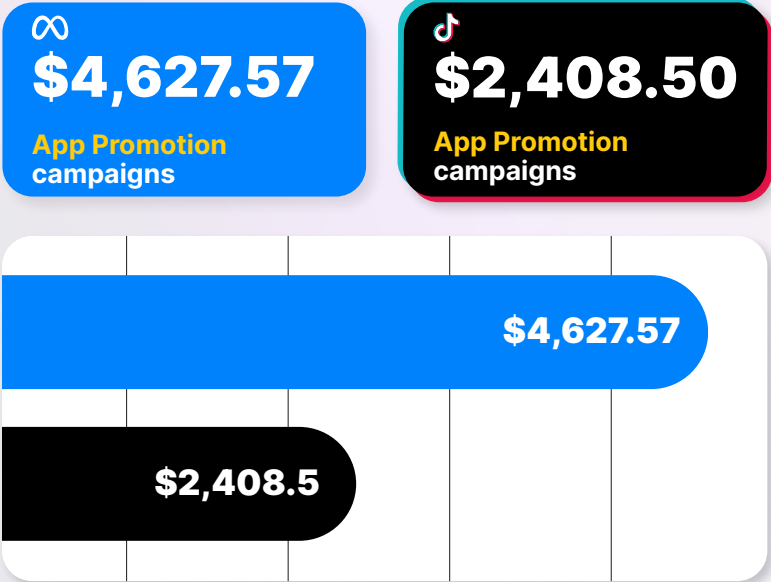 $4,627.57
App Promotion
campaigns
$2,408.50
App Promotion
campaigns
$4,627.57
$2,408.5